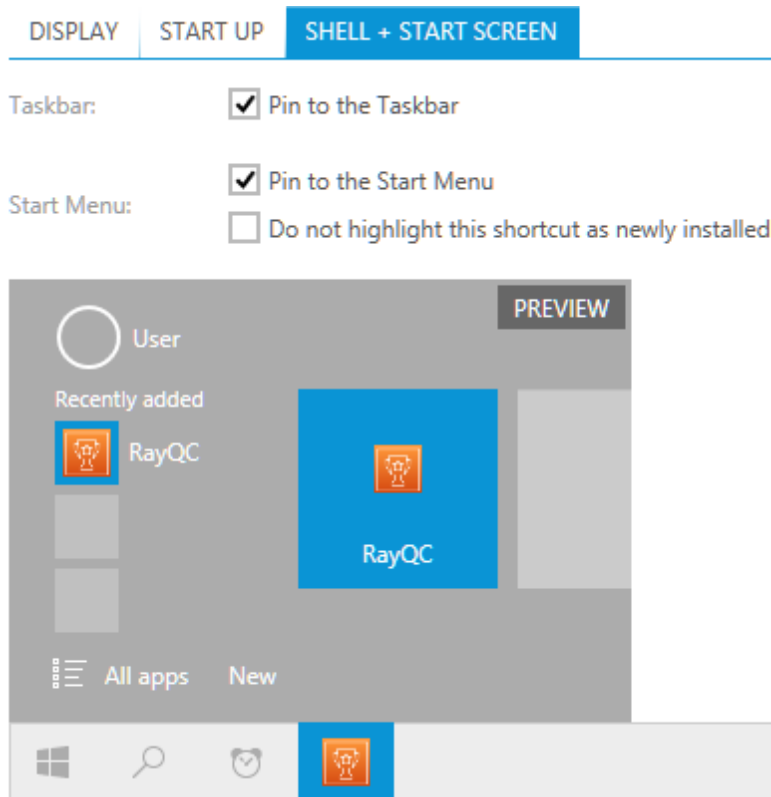 DISPLAY START UP SHELL + START SCREEN
Taskbar: Pin to the Taskbar
Pin to the Start Menu
Start Menu:
Do not highlight this shortcut as newly installed
PREVIEW
User
Recently added
RayQC
RayQC
All apps New